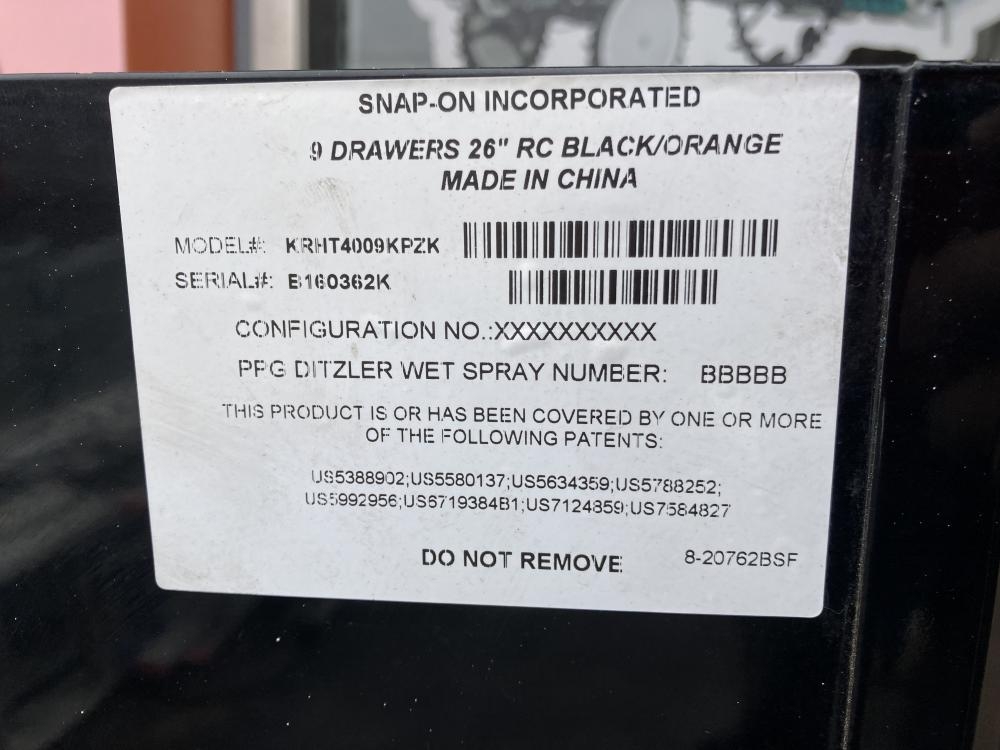 SNAP-ON INCORPORATED
9 DRAWERS 26" RC BLACK/ORANGE
MADE IN CHINA
MODEL#: KRHT4009KPZK
SERIAL#: B160362K
CONFIGURATION NO.:XXXXXXXXXX
PPG DITZLER WET SPRAY NUMBER: BBBBB
THIS PRODUCT IS OR HAS BEEN COVERED BY ONE OR MORE
OF THE FOLLOWING PATENTS:
US5388902;US5580137;US5634359;US5788252;
US5992956;US6719384B1;US7124859;US7584827
DO NOT REMOVE
8-20762BSF